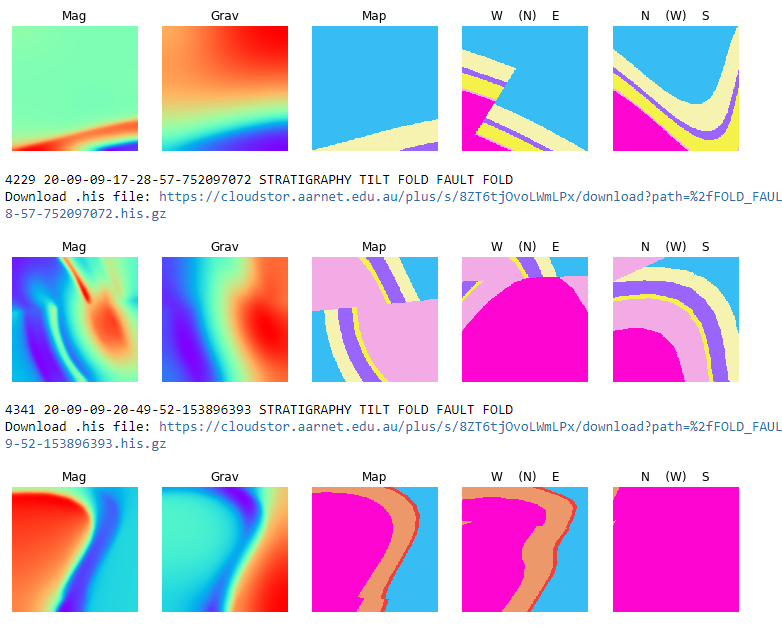 Mag Grav Map W (N) E N (W) S
4229 20-09-09-17-28-57-752097072 STRATIGRAPHY TILT FOLD FAULT FOLD
Download .his file: https://cloudstor.aarnet.edu.au/plus/s/8ZT6tjOvoLWmLPx/download?path=%2fFOLD_FAUL
8-57-752097072.his.gz
Mag Grav Map W (N) E N (W) S
4341 20-09-09-20-49-52-153896393 STRATIGRAPHY TILT FOLD FAULT FOLD
Download .his file: https://cloudstor.aarnet.edu.au/plus/s/8ZT6tjOvoLWmLPx/download?path=%2fFOLD_FAUL
9-52-153896393.his.gz
Mag Grav Map W (N) E N (W) S